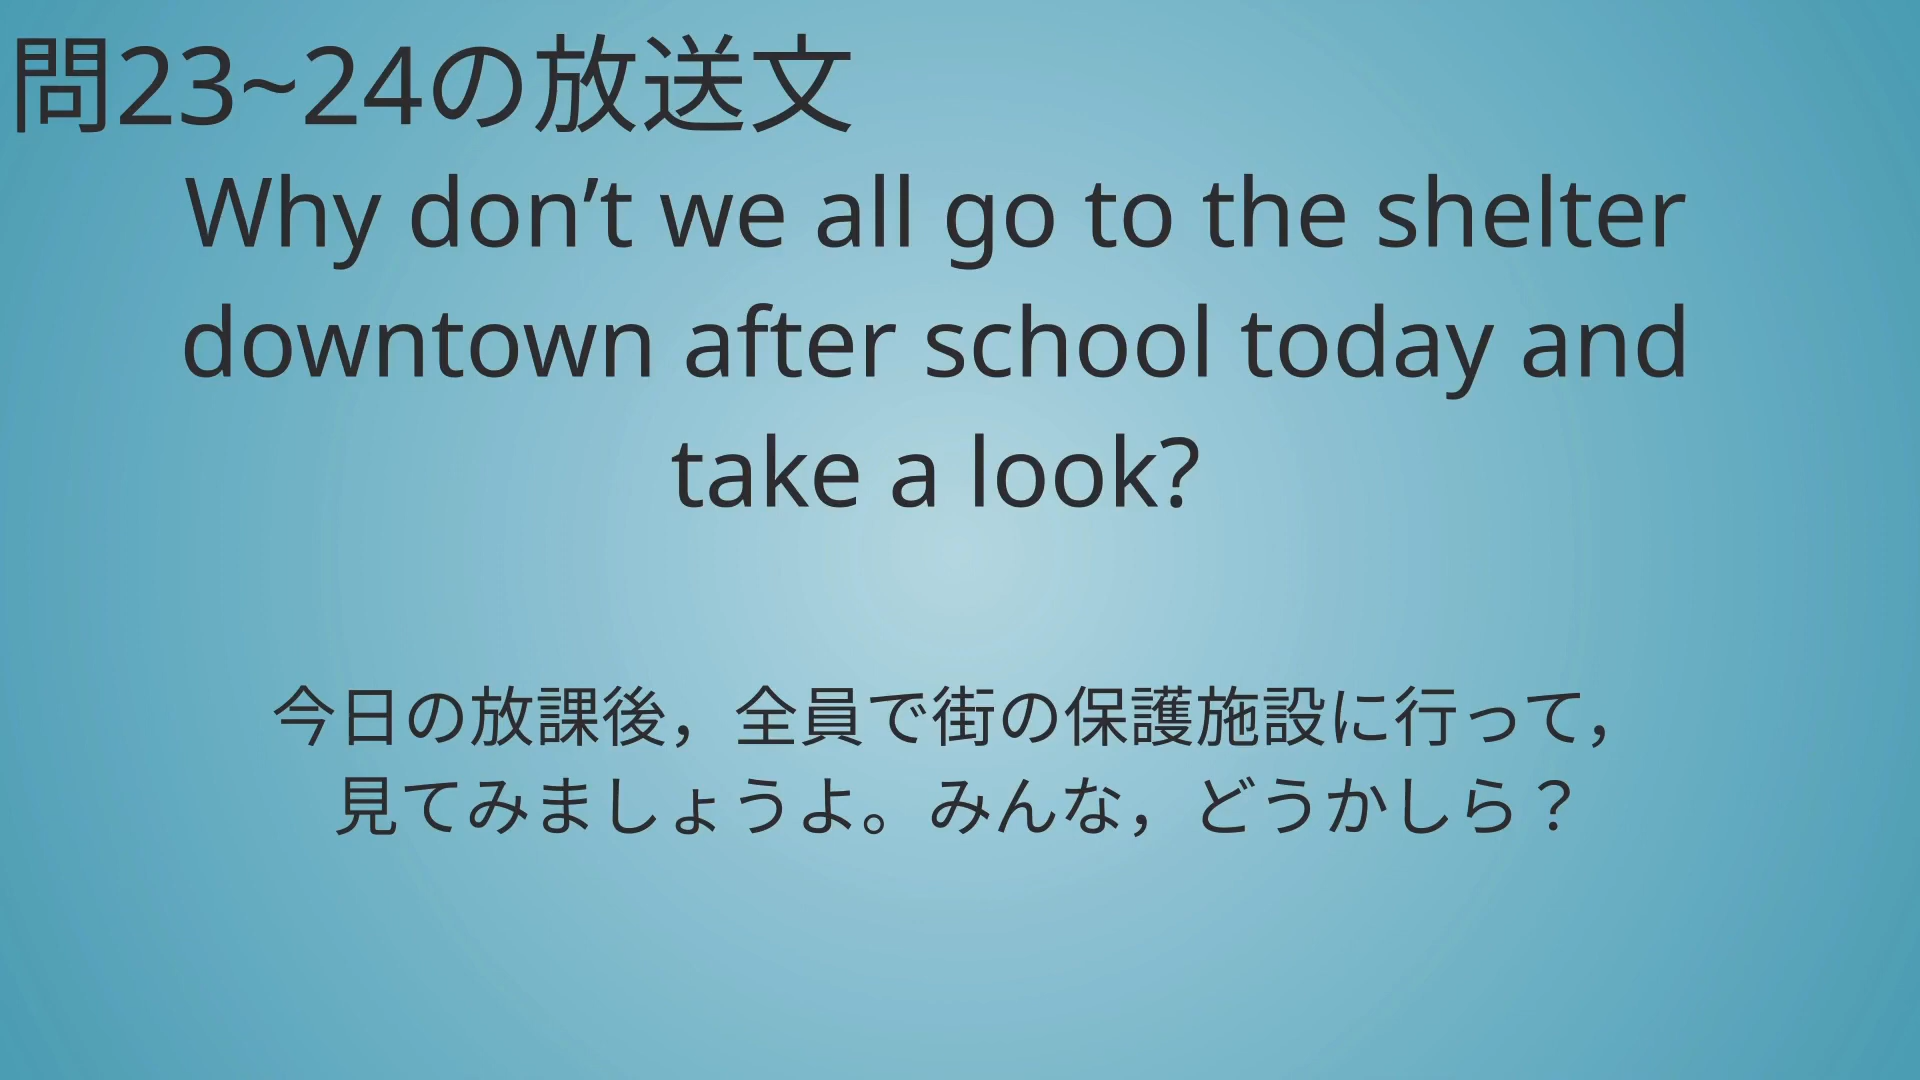 問23~24の放送文
Why don’t we all go to the shelter
downtown after school today and
take a look?
今日の放課後，全員で街の保護施設に行って，
見てみましょうよ。みんな，どうかしら？